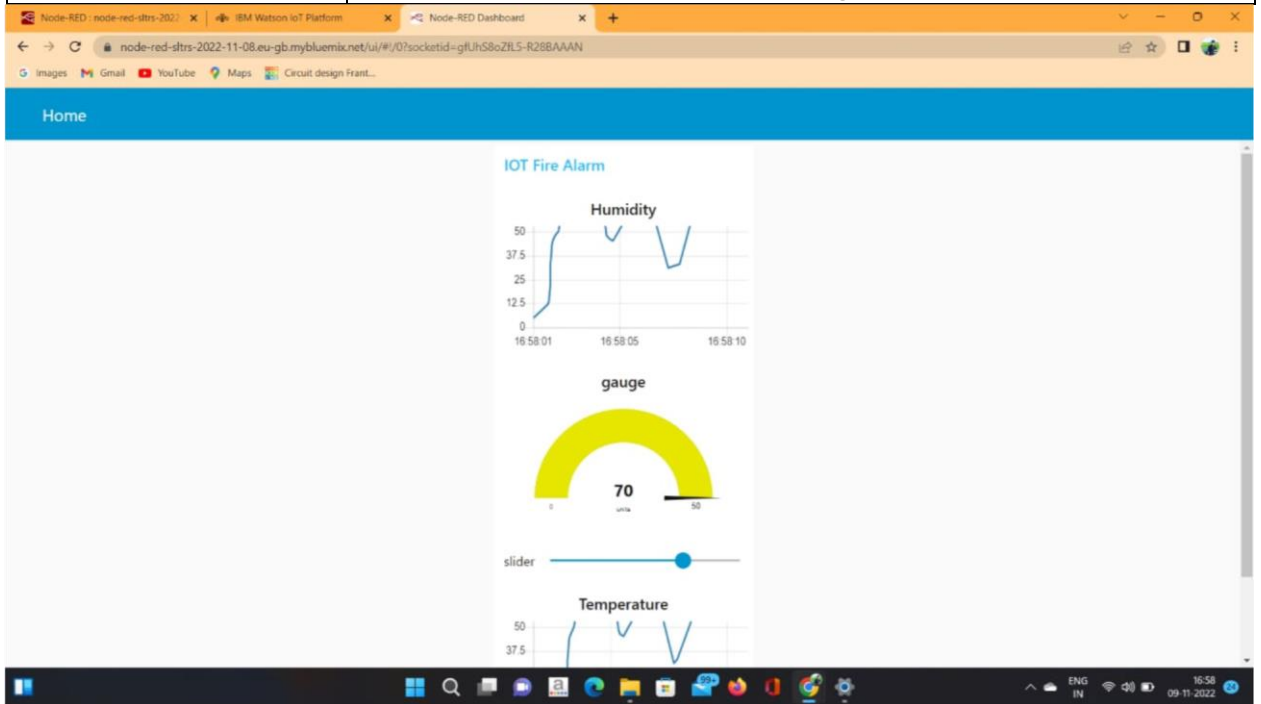 Node-RED : node-red-sltrs-2022
IBM Watson IoT Platform
Node-RED Dashboard
node-red-sltrs-2022-11-08.eu-gb.mybluemix.net/ui/#!/0?socketid=gfUhS8oZfL5-R28BAAAN
Images Gmail YouTube Maps Circuit design Frant...
Home
IOT Fire Alarm
Humidity
50
37.5
25
12.5
0
16:58:01 16:58:05 16:58:10
gauge
70
0 units 50
slider
Temperature
50
37.5
99+
ENG 16:58
IN 09-11-2022